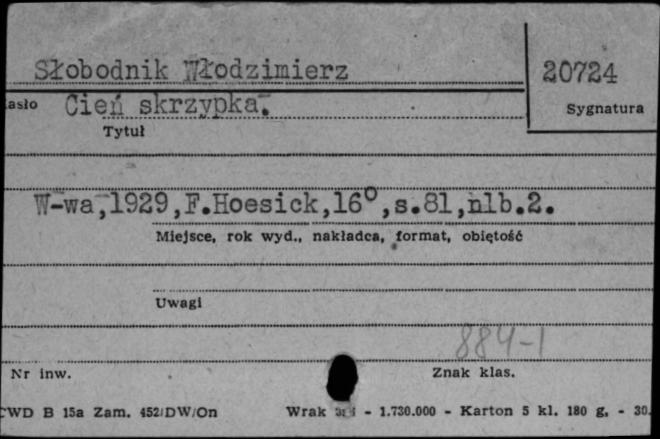 Słobodnik Włodzimierz 20724
asło Cień skrzypka. Sygnatura
Tytuł
W-wa,1929,F.Hoesick,16°,s.81,nlb.2.
Miejsce, rok wyd., nakładca, format, objętość
Uwagi
884-1
Nr inw. Znak klas.
CWD B 15a Zam. 452/DW/On Wrak - 1.730.000 - Karton 5 kl. 180 g. - 30.